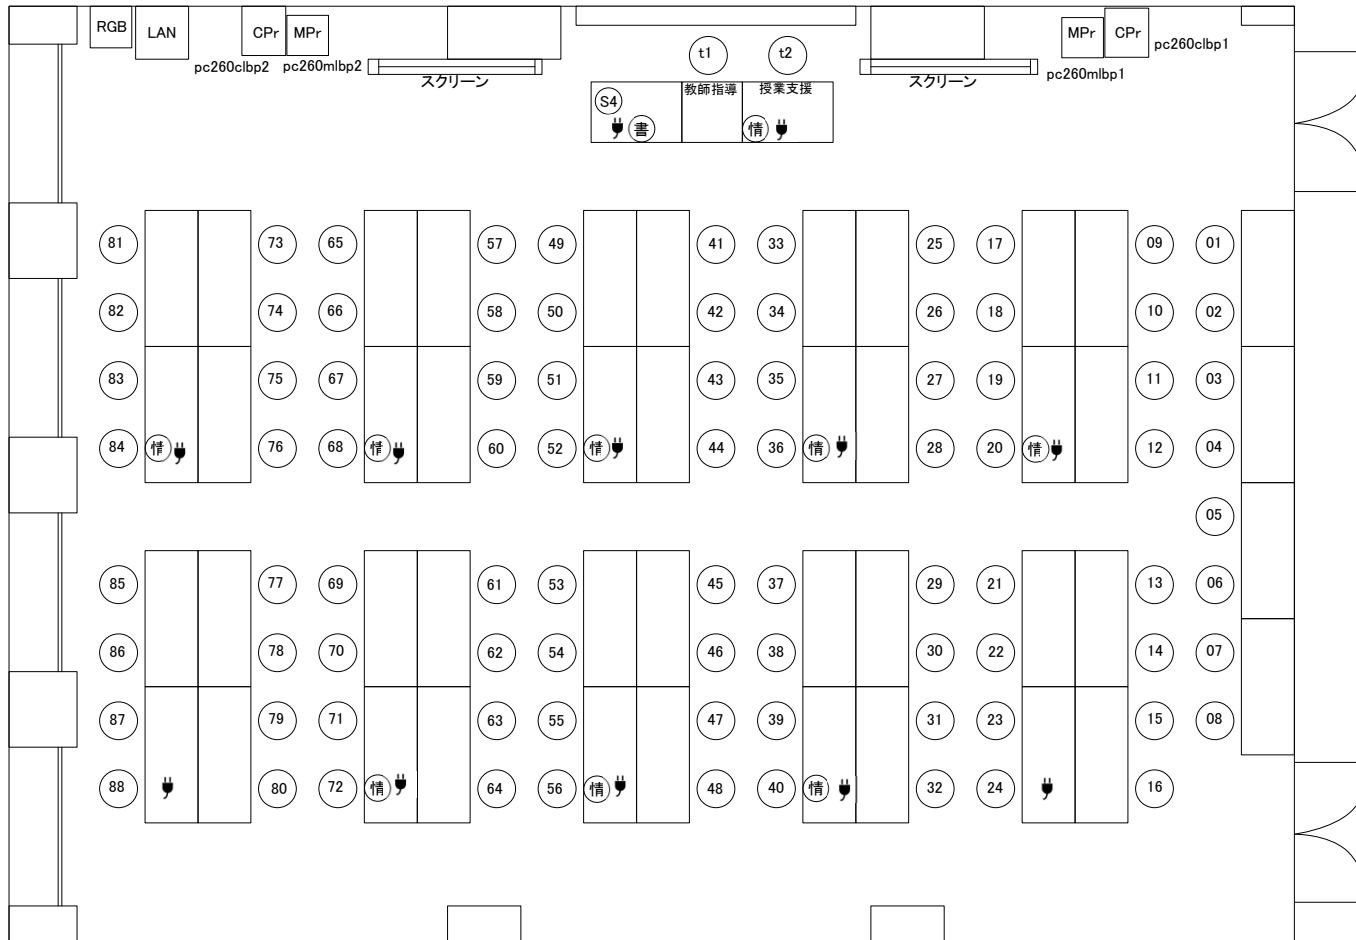 RGB LAN CPr MPr t1 t2 MPr CPr
pc260clbp2 pc260mlbp2 pc260mlbp1 pc260clbp1
スクリーン 教師指導 授業支援 スクリーン
S4
書 情
81 73 65 57 49 41 33 25 17 09 01
82 74 66 58 50 42 34 26 18 10 02
83 75 67 59 51 43 35 27 19 11 03
84 情 76 68 情 60 52 情 44 36 情 28 20 情 12 04
05
85 77 69 61 53 45 37 29 21 13 06
86 78 70 62 54 46 38 30 22 14 07
87 79 71 63 55 47 39 31 23 15 08
88 80 72 情 64 56 情 48 40 情 32 24 16